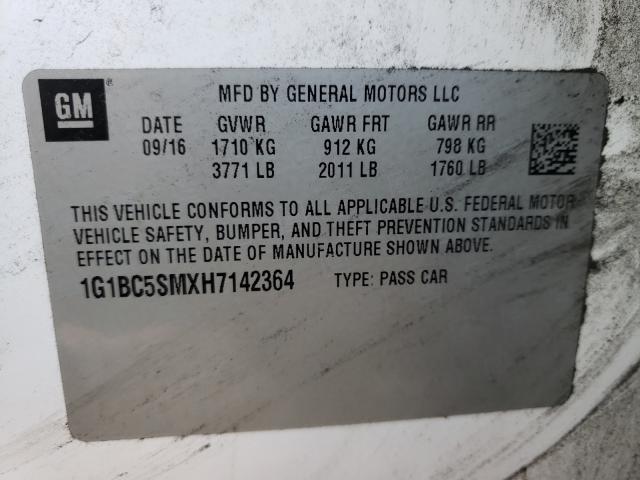 GM ®
MFD BY GENERAL MOTORS LLC
DATE GVWR GAWR FRT GAWR RR
09/16 1710 KG 912 KG 798 KG
3771 LB 2011 LB 1760 LB
THIS VEHICLE CONFORMS TO ALL APPLICABLE U.S. FEDERAL MOTOR
VEHICLE SAFETY, BUMPER, AND THEFT PREVENTION STANDARDS IN
EFFECT ON THE DATE OF MANUFACTURE SHOWN ABOVE.
1G1BC5SMXH7142364 TYPE: PASS CAR